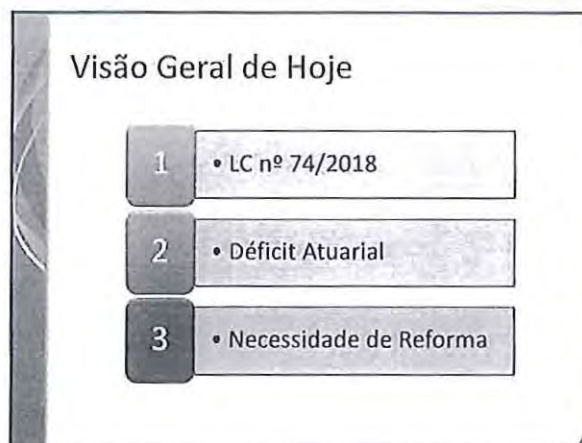 Visão Geral de Hoje
1
• LC nº 74/2018
2
• Déficit Atuarial
3
• Necessidade de Reforma